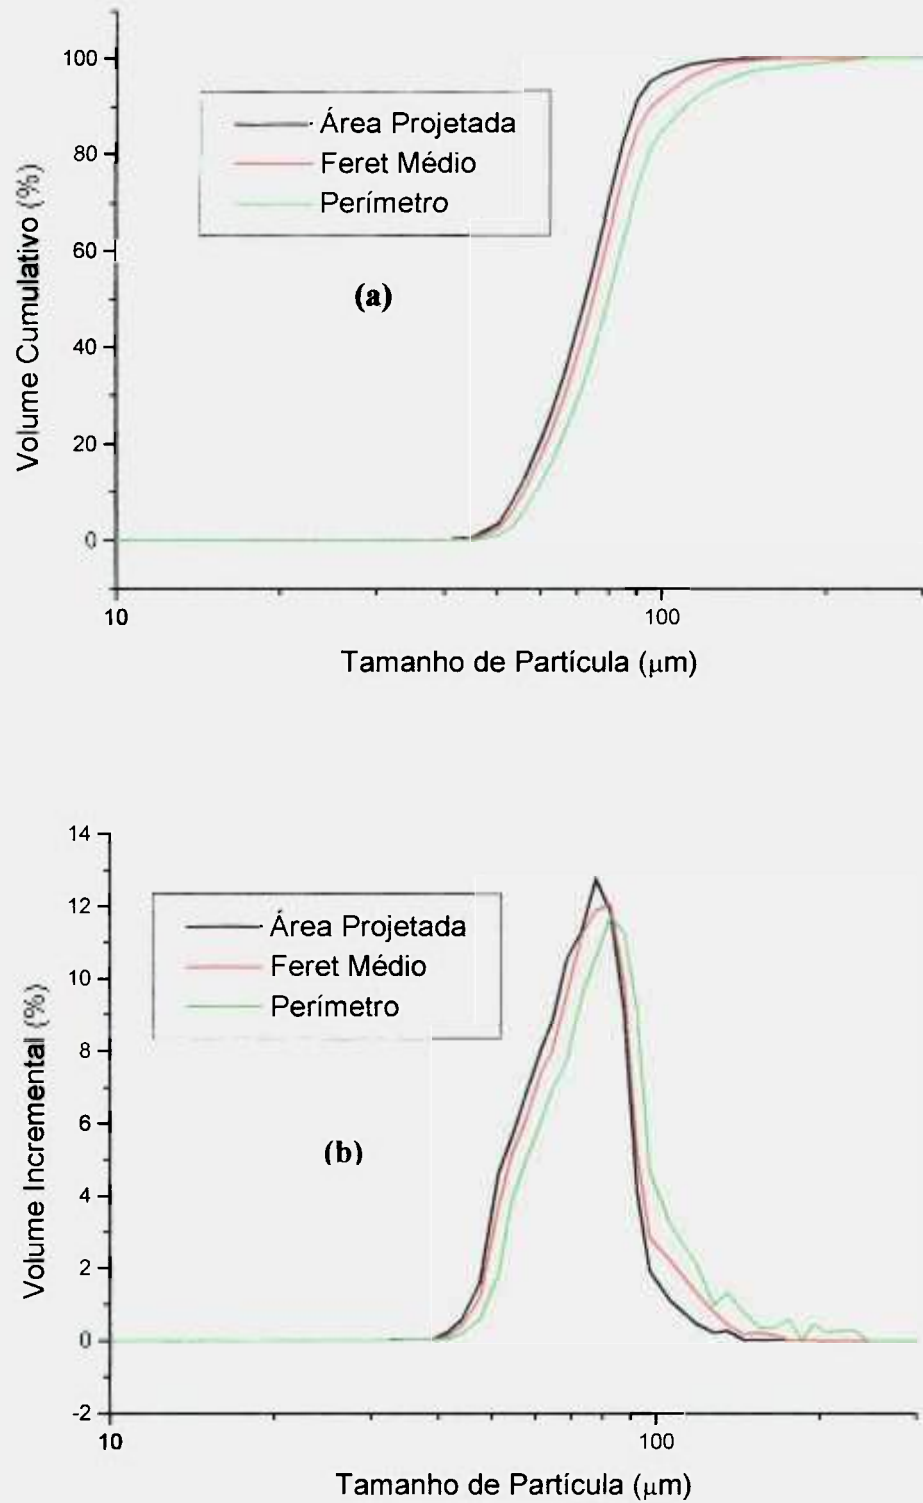 100
80
60
40
20
0
Volume Cumulativo (%)
Área Projetada
Feret Médio
Perímetro
(a)
10
100
Tamanho de Partícula (μm)
14
12
10
8
6
4
2
0
-2
Volume Incremental (%)
Área Projetada
Feret Médio
Perímetro
(b)
10
100
Tamanho de Partícula (μm)